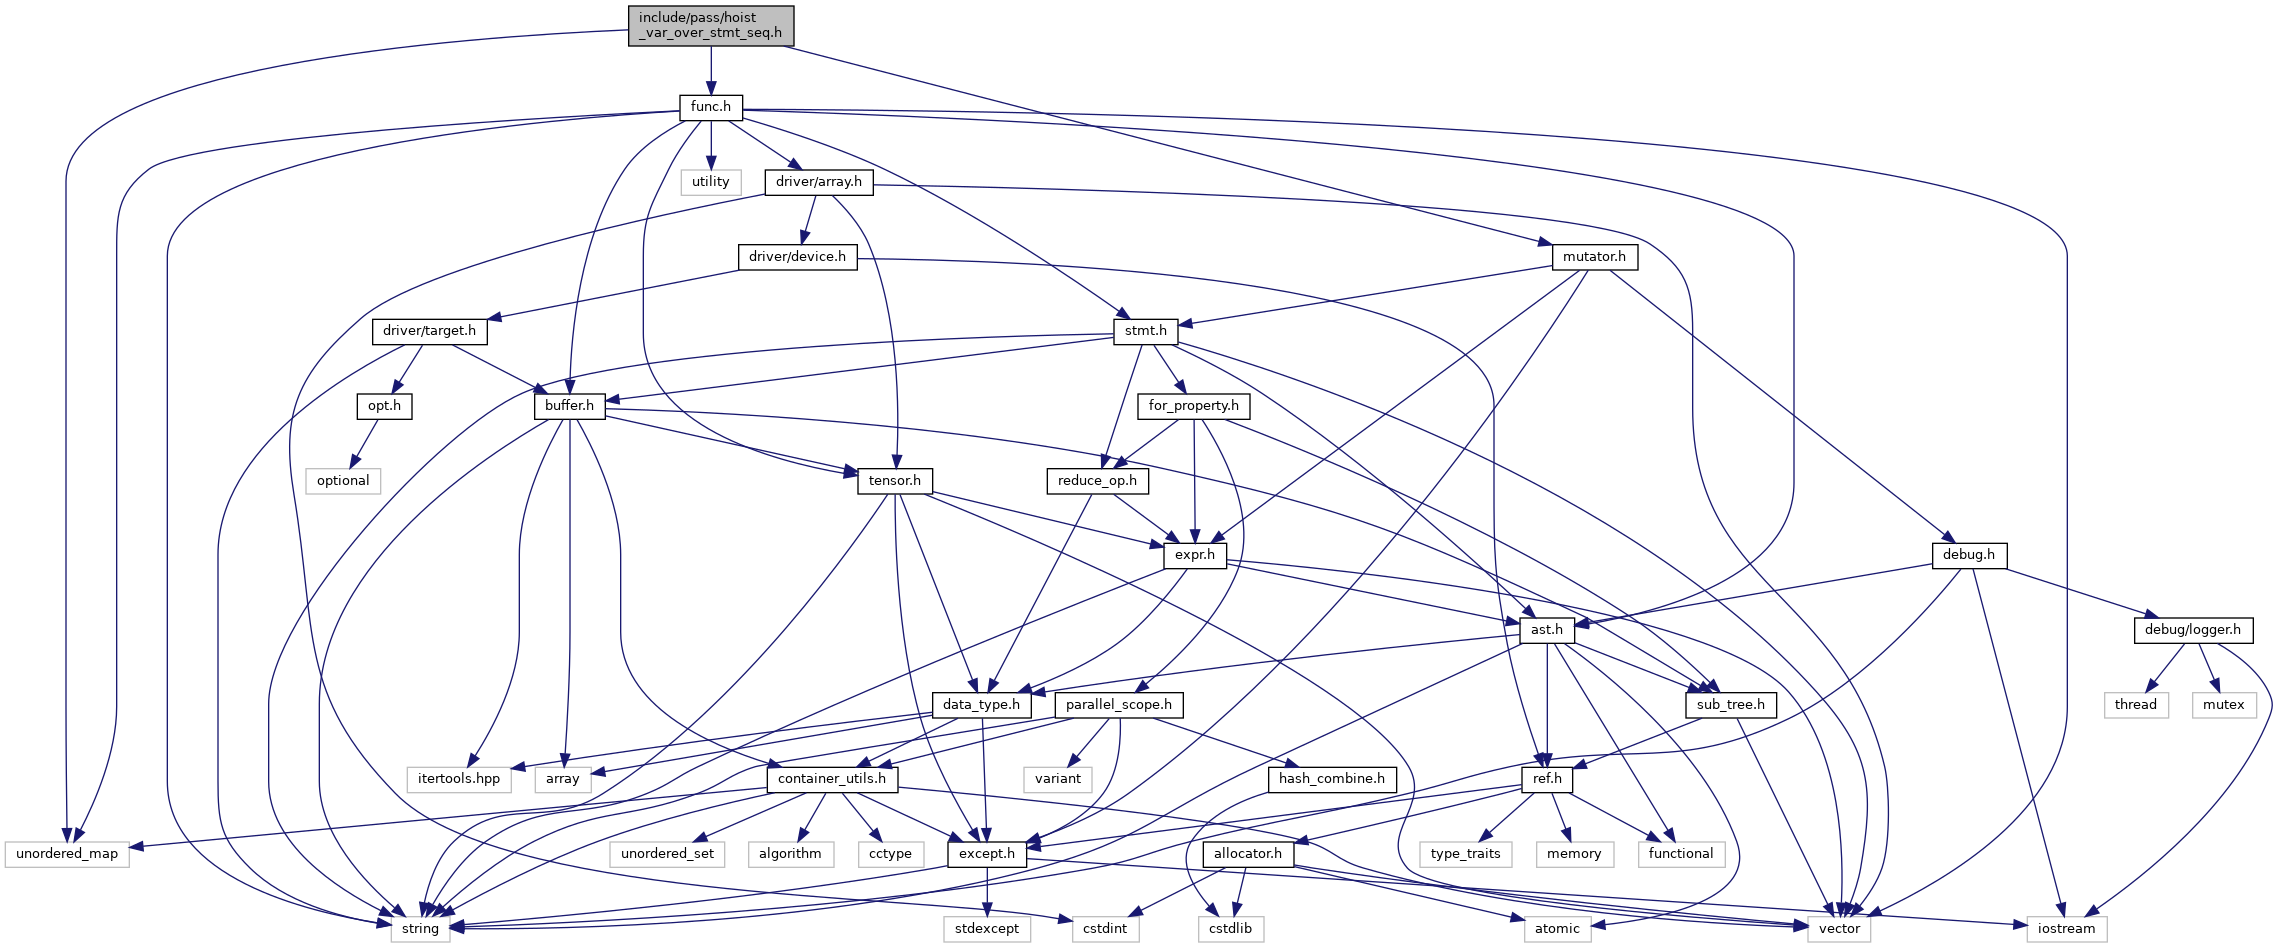 include/pass/hoist
_var_over_stmt_seq.h
func.h
utility
driver/array.h
driver/device.h
mutator.h
driver/target.h
stmt.h
opt.h
buffer.h
for_property.h
optional
tensor.h
reduce_op.h
expr.h
debug.h
ast.h
debug/logger.h
data_type.h
parallel_scope.h
sub_tree.h
thread
mutex
itertools.hpp
array
container_utils.h
variant
hash_combine.h
ref.h
unordered_map
unordered_set
algorithm
cctype
except.h
allocator.h
type_traits
memory
functional
string
stdexcept
cstdint
cstdlib
atomic
vector
iostream